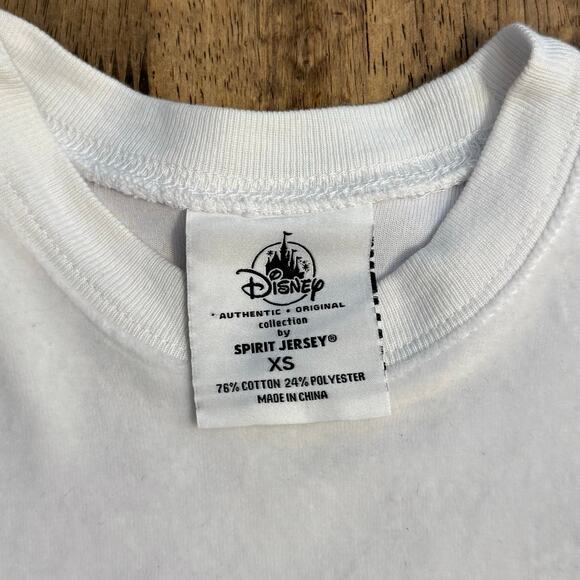 Disney
• AUTHENTIC • ORIGINAL
collection
by
SPIRIT JERSEY®
XS
76% COTTON 24% POLYESTER
MADE IN CHINA